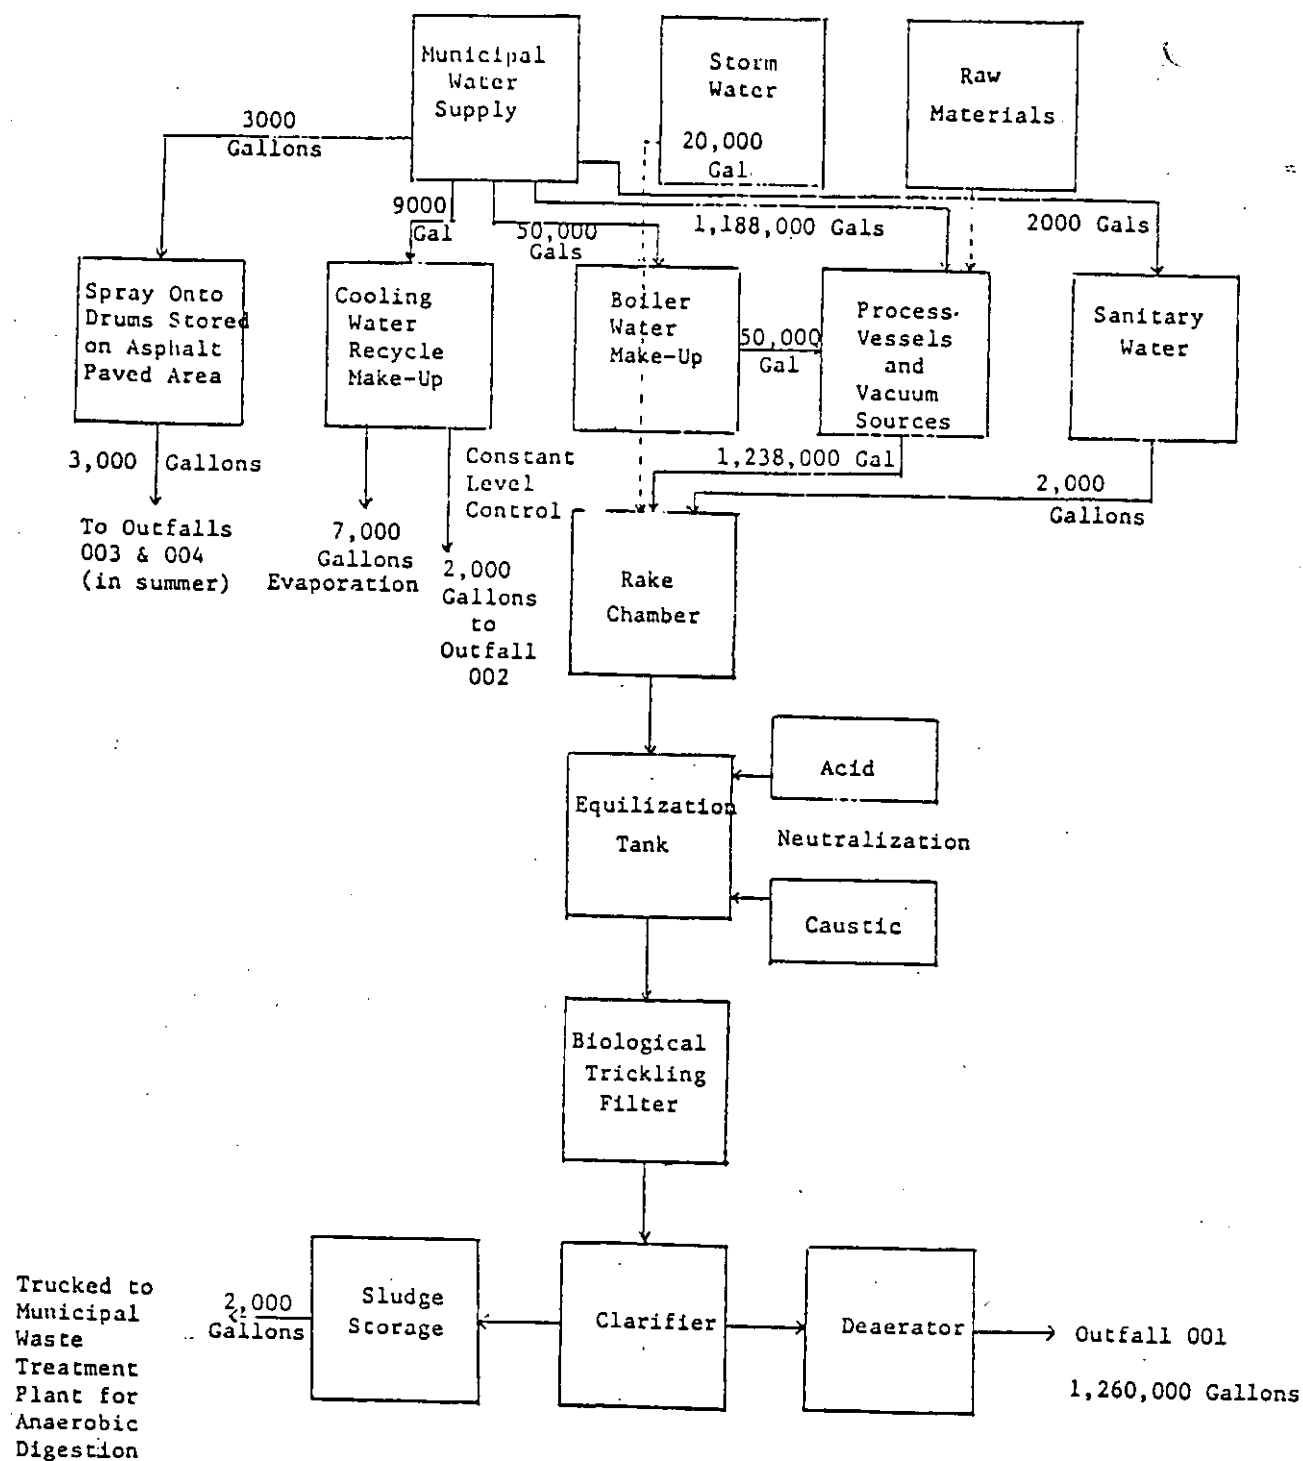 Municipal
Water
Supply
Storm
Water
20,000
Gal.
Raw
Materials
3000
Gallons
9000
Gal
50,000
Gals
1,188,000 Gals
2000 Gals
Spray Onto
Drums Stored
on Asphalt
Paved Area
Cooling
Water
Recycle
Make-Up
Boiler
Water
Make-Up
50,000
Gal
Process
Vessels
and
Vacuum
Sources
Sanitary
Water
3,000 Gallons
To Outfalls
003 & 004
(in summer)
7,000
Gallons
Evaporation
Constant
Level
Control
2,000
Gallons
to
Outfall
002
1,238,000 Gal
2,000
Gallons
Rake
Chamber
Equilization
Tank
Acid
Neutralization
Caustic
Biological
Trickling
Filter
Trucked to
Municipal
Waste
Treatment
Plant for
Anaerobic
Digestion
2,000
Gallons
Sludge
Storage
Clarifier
Deaerator
Outfall 001
1,260,000 Gallons